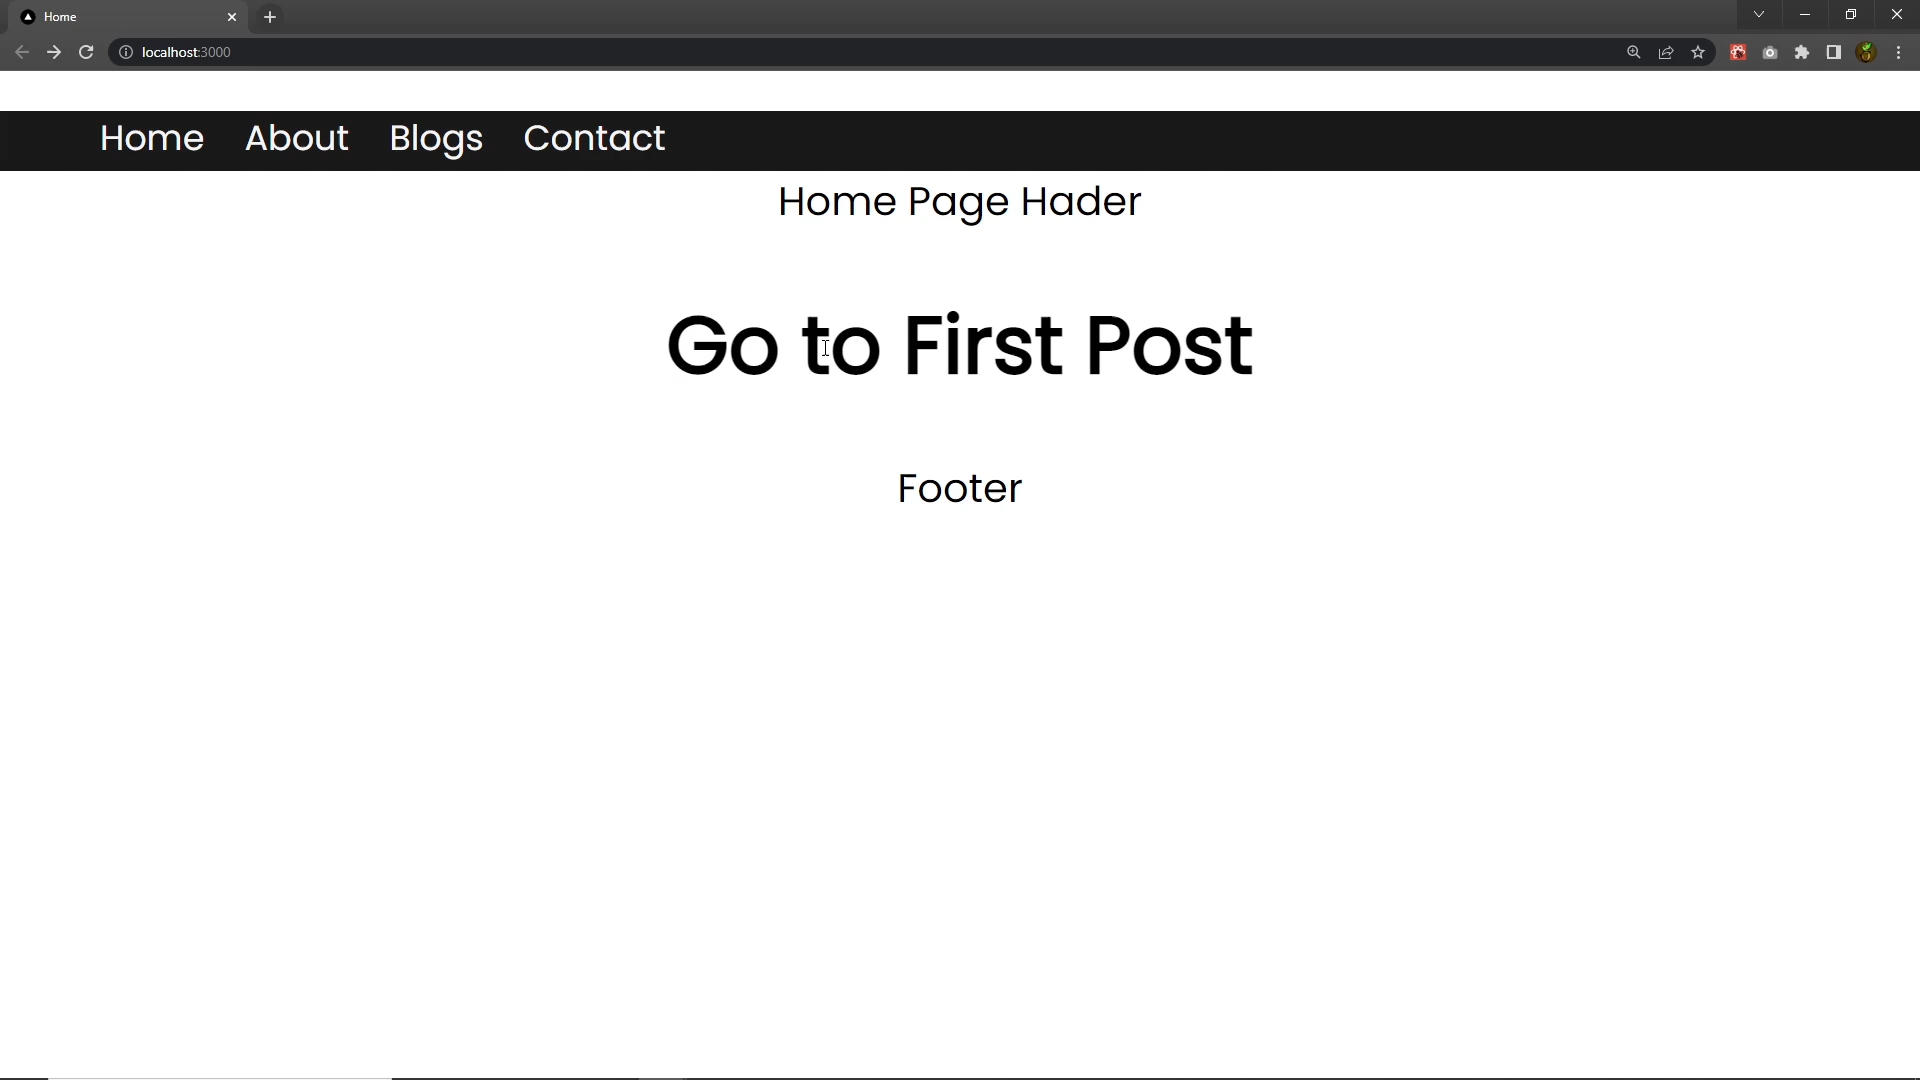 Home
localhost:3000
Home About Blogs Contact
Home Page Hader
Go to First Post
Footer